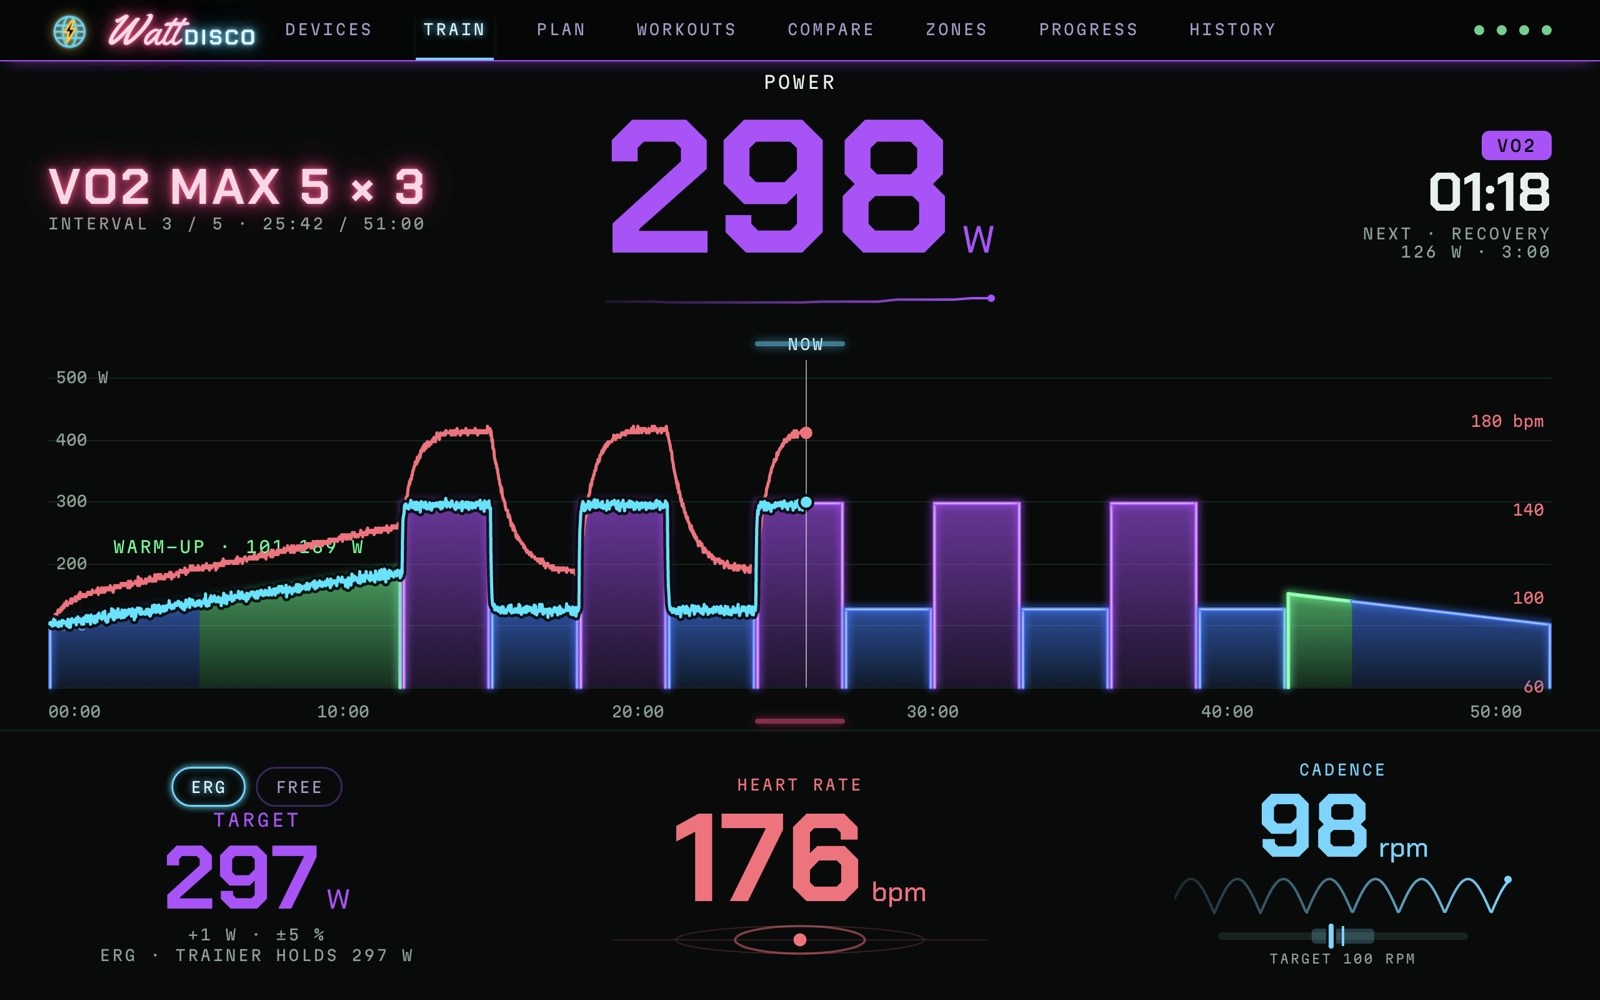 WattDISCO DEVICES TRAIN PLAN WORKOUTS COMPARE ZONES PROGRESS HISTORY
POWER
298 W
VO2 MAX 5 × 3
INTERVAL 3 / 5 · 25:42 / 51:00
VO2
01:18
NEXT · RECOVERY
126 W · 3:00
NOW
500 W
400
300
200
180 bpm
140
100
60
WARM-UP · 101 189 W
00:00 10:00 20:00 30:00 40:00 50:00
ERG FREE
TARGET
297 W
+1 W · ±5 %
ERG · TRAINER HOLDS 297 W
HEART RATE
176 bpm
CADENCE
98 rpm
TARGET 100 RPM